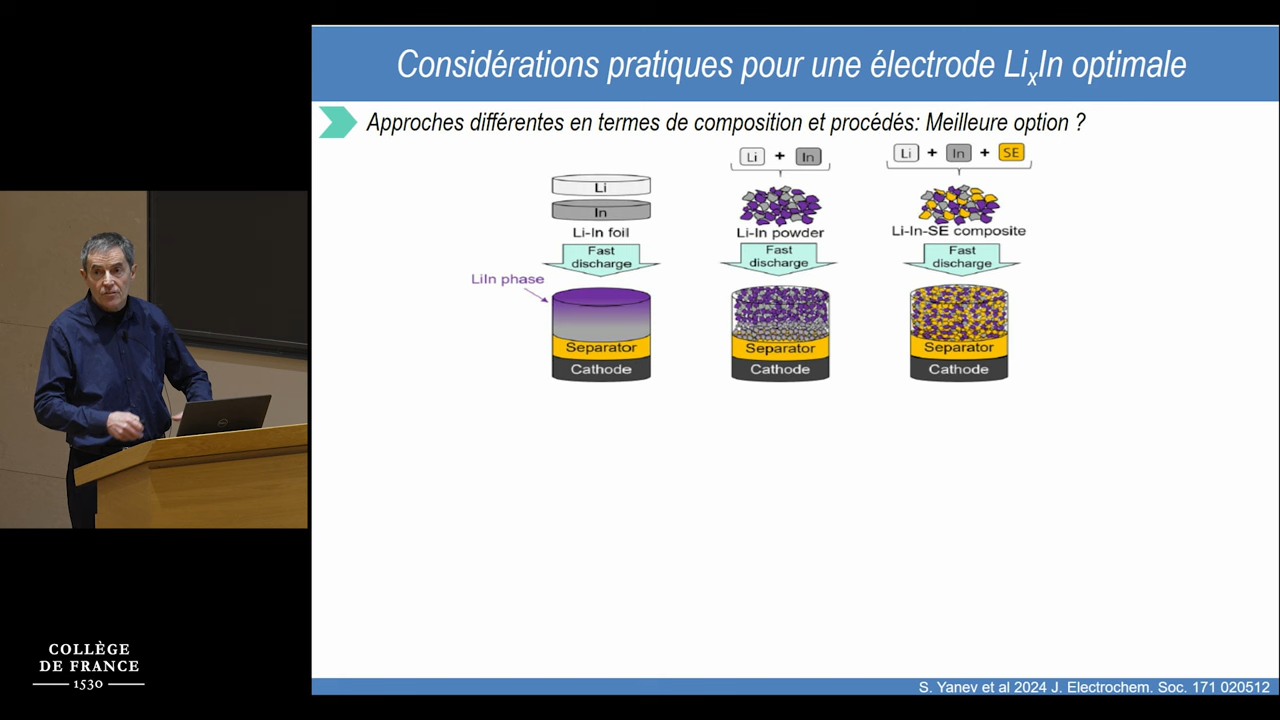 Considérations pratiques pour une électrode LixIn optimale
Approches différentes en termes de composition et procédés: Meilleure option ?
Li + In
Li + In + SE
Li
In
Li-In foil
Li-In powder
Li-In-SE composite
Fast discharge
Fast discharge
Fast discharge
LiIn phase
Separator
Cathode
Separator
Cathode
Separator
Cathode
COLLÈGE
DE FRANCE
1530
S. Yanev et al 2024 J. Electrochem. Soc. 171 020512